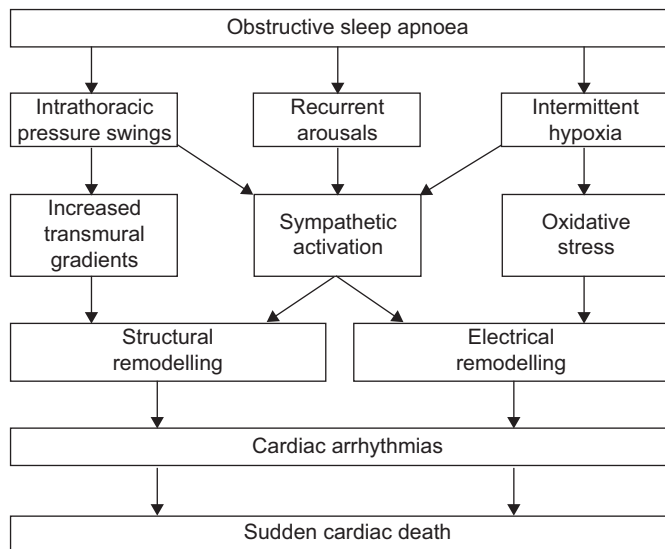 Obstructive sleep apnoea
Intrathoracic
pressure swings
Recurrent
arousals
Intermittent
hypoxia
Increased
transmural
gradients
Sympathetic
activation
Oxidative
stress
Structural
remodelling
Electrical
remodelling
Cardiac arrhythmias
Sudden cardiac death